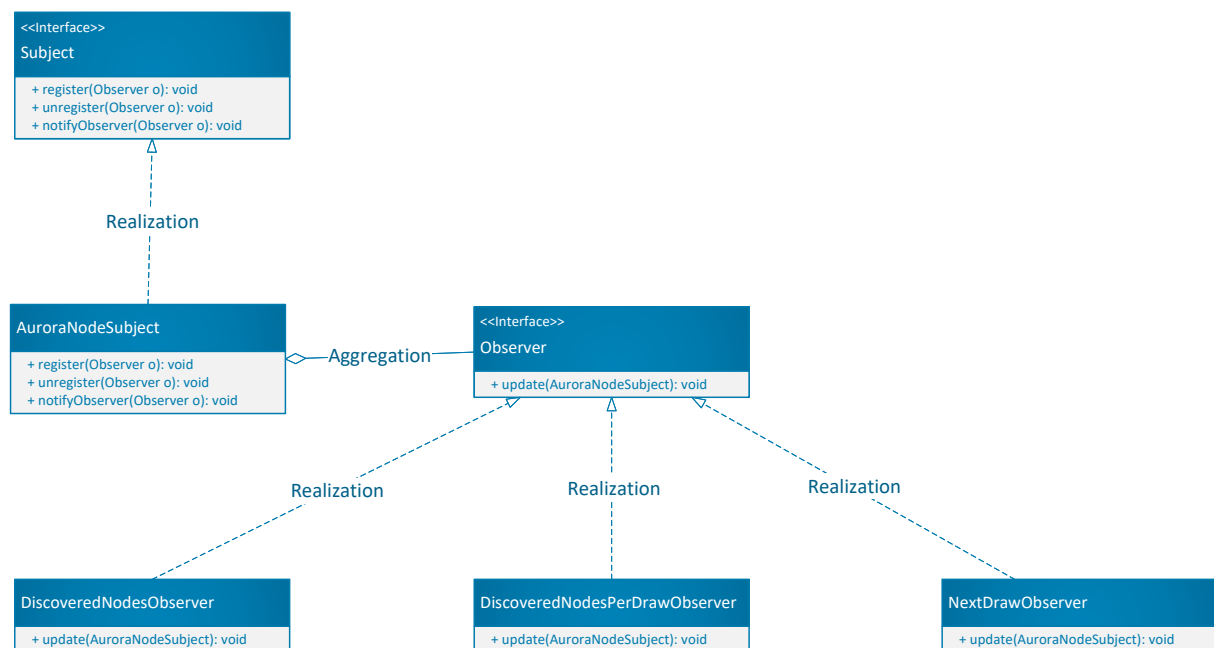 <<Interface>>
Subject
+ register(Observer o): void
+ unregister(Observer o): void
+ notifyObserver(Observer o): void
Realization
AuroraNodeSubject
+ register(Observer o): void
+ unregister(Observer o): void
+ notifyObserver(Observer o): void
Aggregation
<<Interface>>
Observer
+ update(AuroraNodeSubject): void
Realization
Realization
Realization
DiscoveredNodesObserver
+ update(AuroraNodeSubject): void
DiscoveredNodesPerDrawObserver
+ update(AuroraNodeSubject): void
NextDrawObserver
+ update(AuroraNodeSubject): void